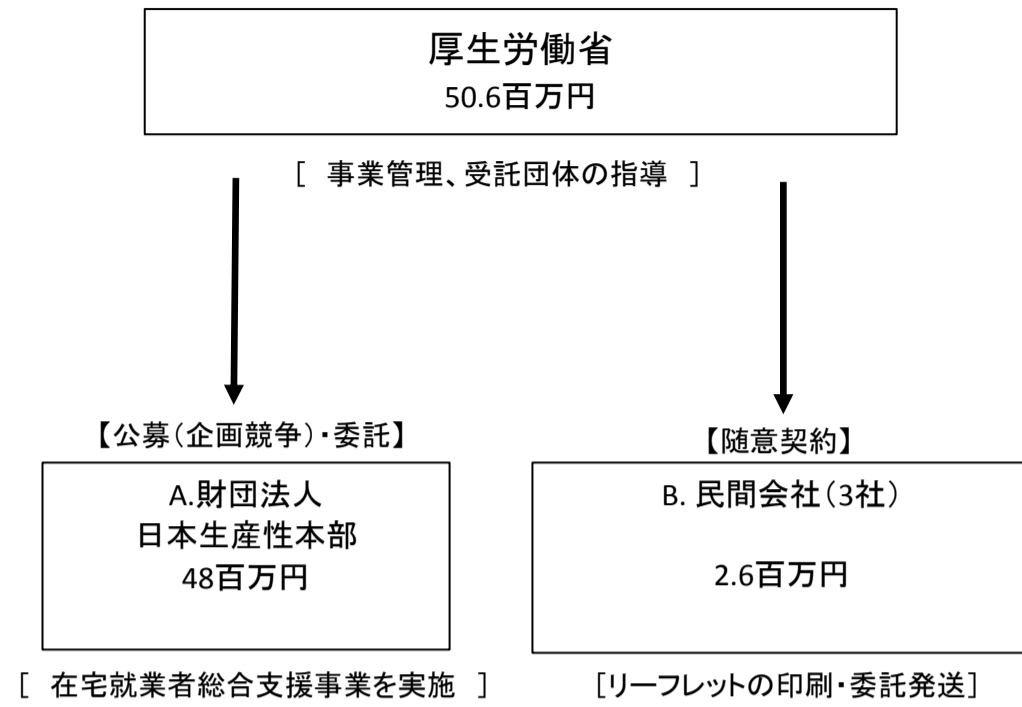 厚生労働省
50.6百万円
[ 事業管理、受託団体の指導 ]
【公募(企画競争)・委託】
A.財団法人
日本生産性本部
48百万円
[ 在宅就業者総合支援事業を実施 ]
【随意契約】
B. 民間会社(3社)
2.6百万円
[リーフレットの印刷・委託発送]